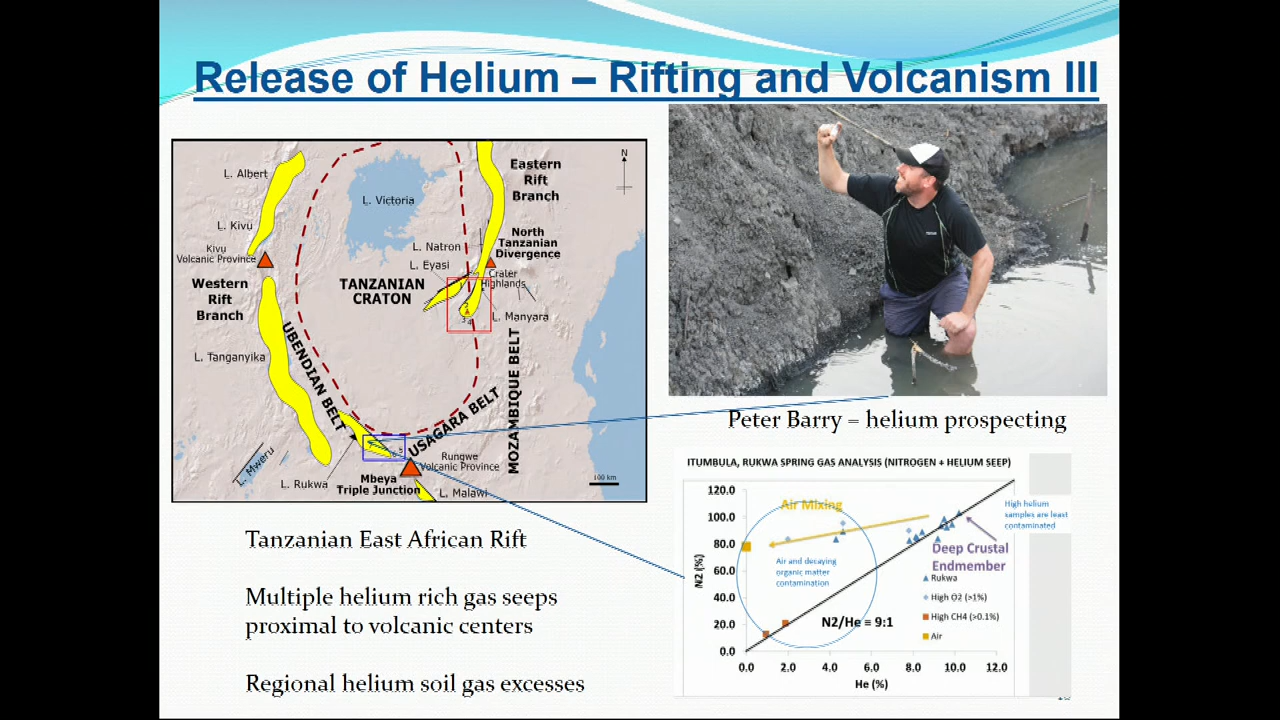 Release of Helium – Rifting and Volcanism III
L. Albert
L. Kivu
Kivu
Volcanic Province
Western
Rift
Branch
L. Tanganyika
UBENDIAN BELT
L. Mweru
L. Rukwa
L. Victoria
TANZANIAN
CRATON
L. Natron
L. Eyasi
Eastern
Rift
Branch
North
Tanzanian
Divergence
Crater
Highlands
L. Manyara
MOZAMBIQUE BELT
USAGARA BELT
Rungwe
Volcanic Province
Mbeya
Triple Junction
L. Malawi
N
100 km
Peter Barry = helium prospecting
Tanzanian East African Rift
Multiple helium rich gas seeps
proximal to volcanic centers
Regional helium soil gas excesses
ITUMBULA, RUKWA SPRING GAS ANALYSIS (NITROGEN + HELIUM SEEP)
120.0
100.0
80.0
60.0
40.0
20.0
0.0
N2 (%)
0.0 2.0 4.0 6.0 8.0 10.0 12.0
He (%)
Air Mixing
Air and decaying
organic matter
contamination
N2/He = 9:1
High helium
samples are least
contaminated
Deep Crustal
Endmember
Rukwa
High O2 (>1%)
High CH4 (>0.1%)
Air